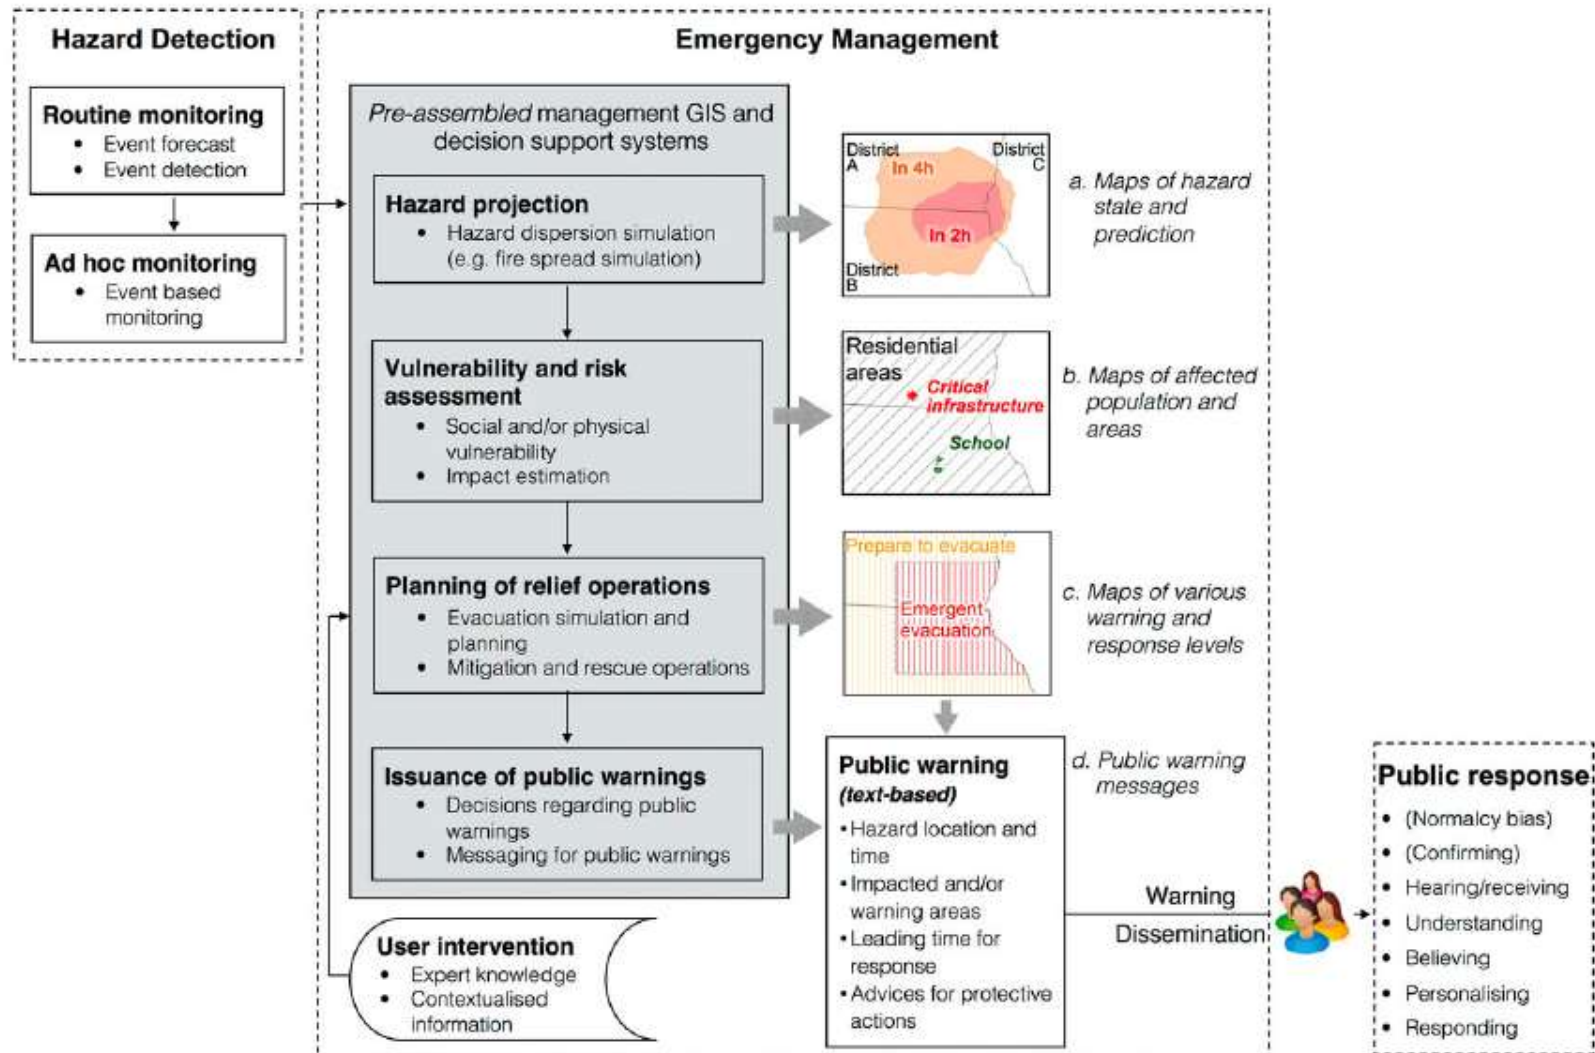 Hazard Detection
Routine monitoring
• Event forecast
• Event detection
Ad hoc monitoring
• Event based
monitoring
Emergency Management
Pre-assembled management GIS and
decision support systems
Hazard projection
• Hazard dispersion simulation
(e.g. fire spread simulation)
Vulnerability and risk
assessment
• Social and/or physical
vulnerability
• Impact estimation
Planning of relief operations
• Evacuation simulation and
planning
• Mitigation and rescue operations
Issuance of public warnings
• Decisions regarding public
warnings
• Messaging for public warnings
User intervention
• Expert knowledge
• Contextualised
information
District
A
In 4h
District
C
In 2h
District
B
a. Maps of hazard
state and
prediction
Residential
areas
Critical
infrastructure
School
b. Maps of affected
population and
areas
Prepare to evacuate
Emergent
evacuation
c. Maps of various
warning and
response levels
Public warning
(text-based)
• Hazard location and
time
• Impacted and/or
warning areas
• Leading time for
response
• Advices for protective
actions
d. Public warning
messages
Warning
Dissemination
Public response
• (Normalcy bias)
• (Confirming)
• Hearing/receiving
• Understanding
• Believing
• Personalising
• Responding